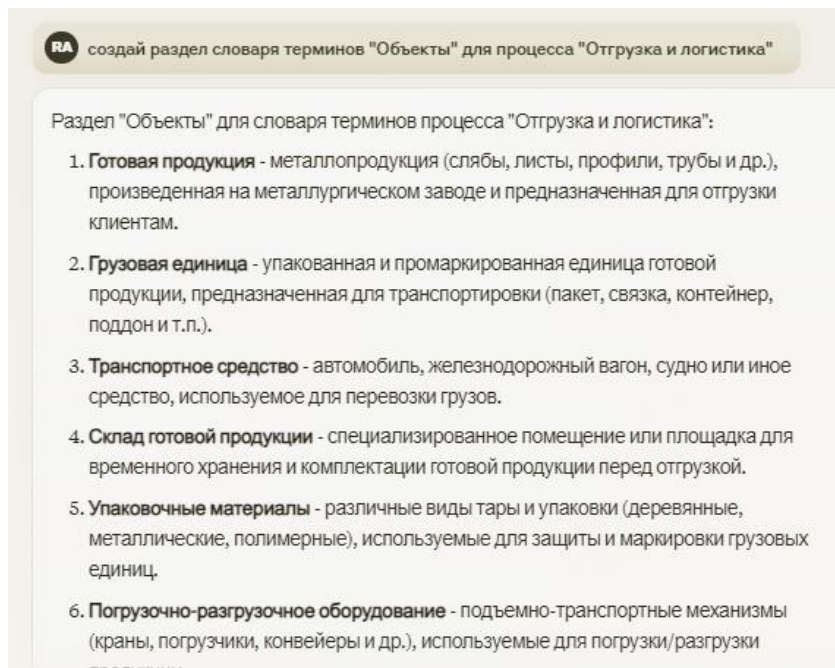 RA создай раздел словаря терминов "Объекты" для процесса "Отгрузка и логистика"
Раздел "Объекты" для словаря терминов процесса "Отгрузка и логистика":
1. Готовая продукция - металлопродукция (слябы, листы, профили, трубы и др.),
произведенная на металлургическом заводе и предназначенная для отгрузки
клиентам.
2. Грузовая единица - упакованная и промаркированная единица готовой
продукции, предназначенная для транспортировки (пакет, связка, контейнер,
поддон и т.п.).
3. Транспортное средство - автомобиль, железнодорожный вагон, судно или иное
средство, используемое для перевозки грузов.
4. Склад готовой продукции - специализированное помещение или площадка для
временного хранения и комплектации готовой продукции перед отгрузкой.
5. Упаковочные материалы - различные виды тары и упаковки (деревянные,
металлические, полимерные), используемые для защиты и маркировки грузовых
единиц.
6. Погрузочно-разгрузочное оборудование - подъемно-транспортные механизмы
(краны, погрузчики, конвейеры и др.), используемые для погрузки/разгрузки